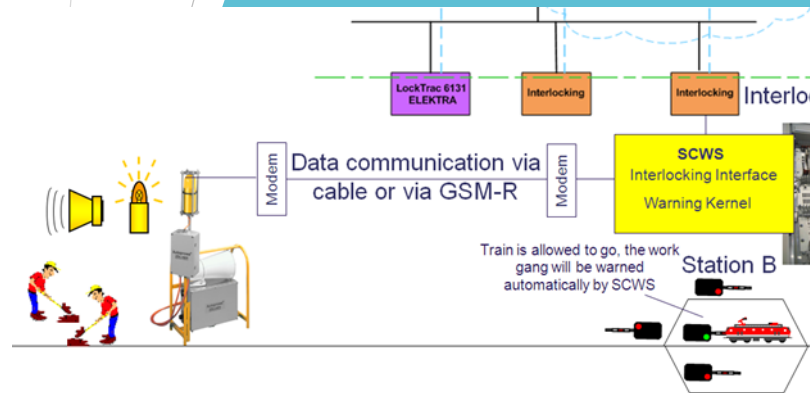 LockTrac 6131
ELEKTRA
Interlocking
Interlocking
Interloc
Modem
Data communication via
cable or via GSM-R
Modem
SCWS
Interlocking Interface
Warning Kernel
Train is allowed to go, the work
gang will be warned
automatically by SCWS
Station B